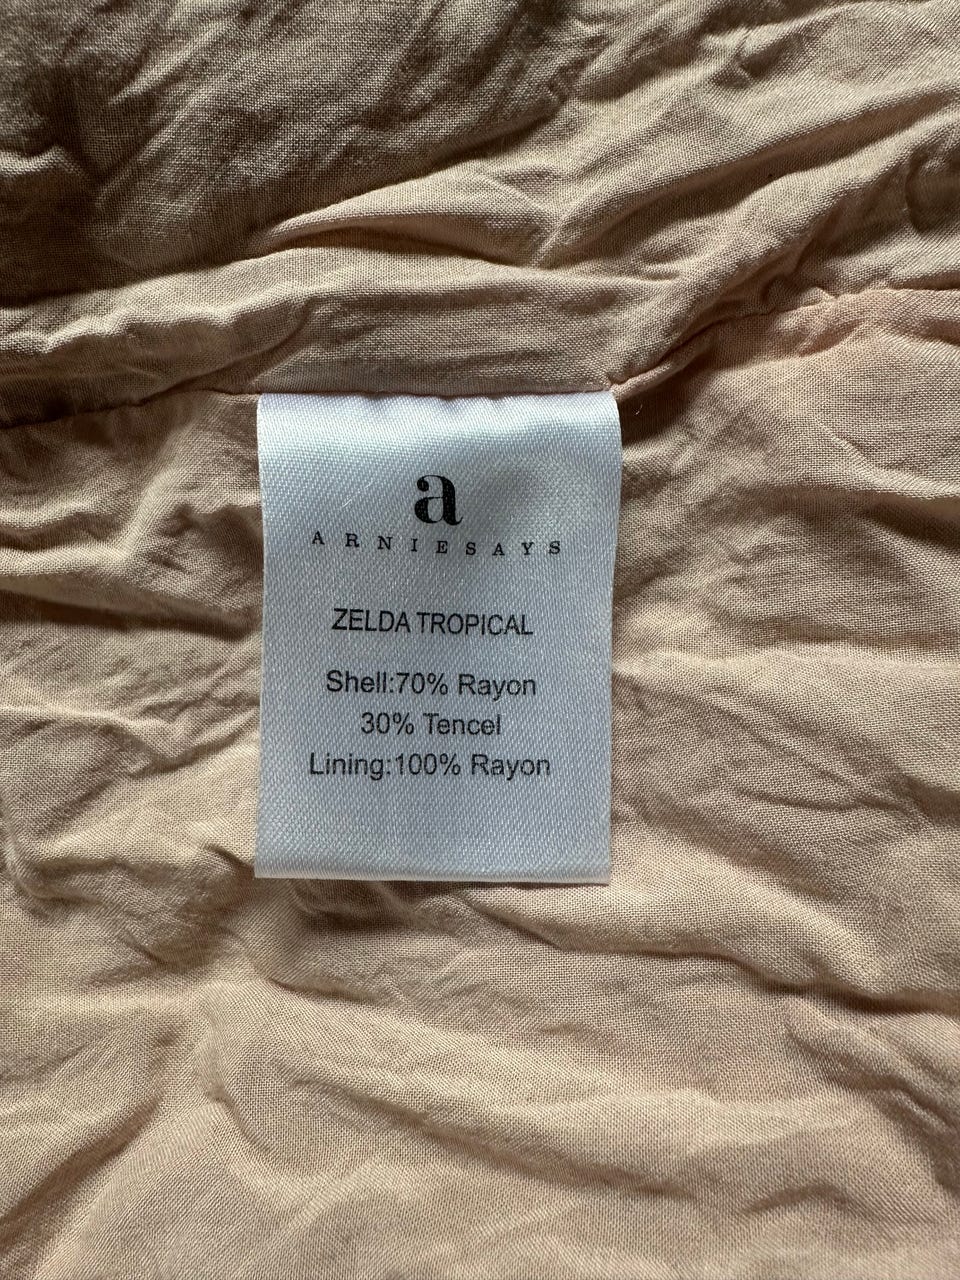 a
ARNIESAYS
ZELDA TROPICAL
Shell:70% Rayon
30% Tencel
Lining:100% Rayon